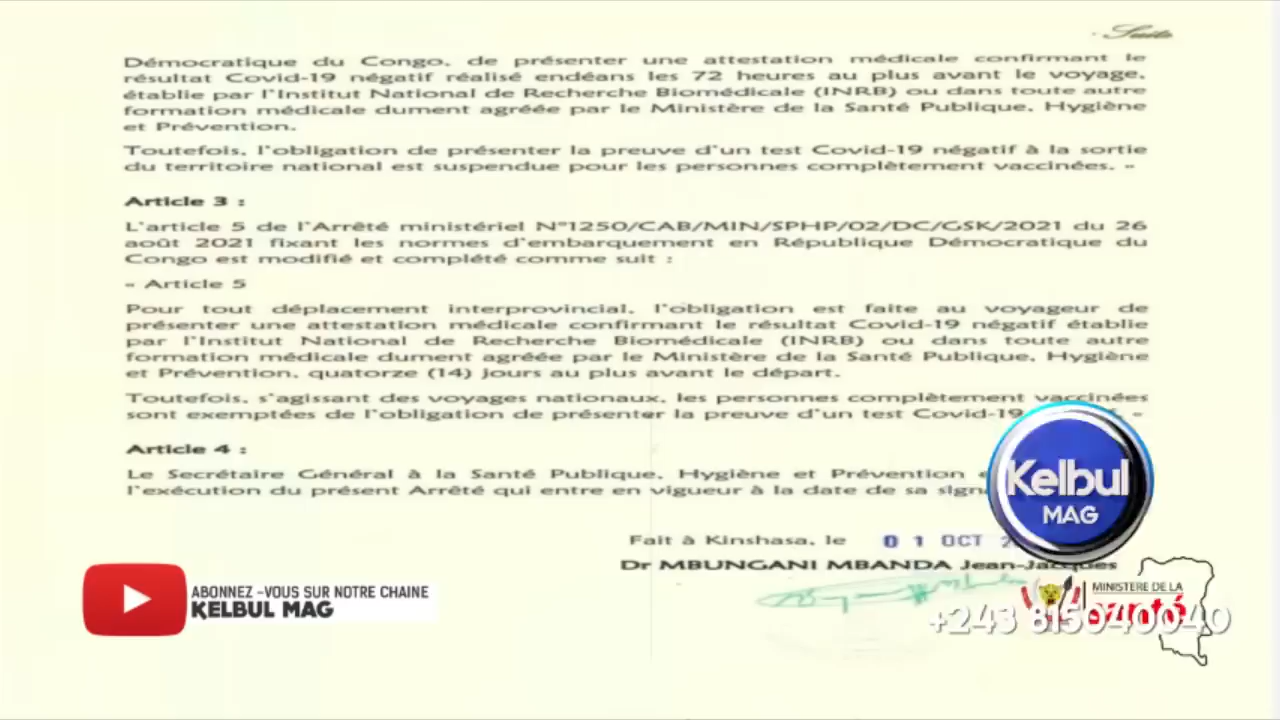 Suite
Démocratique du Congo, de présenter une attestation médicale confirmant le
résultat Covid-19 négatif réalisé endéans les 72 heures au plus avant le voyage,
établie par l'Institut National de Recherche Biomédicale (INRB) ou dans toute autre
formation médicale dument agréée par le Ministère de la Santé Publique, Hygiène
et Prévention.
Toutefois, l'obligation de présenter la preuve d'un test Covid-19 négatif à la sortie
du territoire national est suspendue pour les personnes complètement vaccinées. »
Article 3 :
L'article 5 de l'Arrêté ministériel N°1250/CAB/MIN/SPHP/02/DC/GSK/2021 du 26
août 2021 fixant les normes d'embarquement en République Démocratique du
Congo est modifié et complété comme suit :
« Article 5
Pour tout déplacement interprovincial, l'obligation est faite au voyageur de
présenter une attestation médicale confirmant le résultat Covid-19 négatif établie
par l'Institut National de Recherche Biomédicale (INRB) ou dans toute autre
formation médicale dument agréée par le Ministère de la Santé Publique, Hygiène
et Prévention, quatorze (14) jours au plus avant le départ.
Toutefois, s'agissant des voyages nationaux, les personnes complètement vaccinées
sont exemptées de l'obligation de présenter la preuve d'un test Covid-19 »
Article 4 :
Le Secrétaire Général à la Santé Publique, Hygiène et Prévention
l'exécution du présent Arrêté qui entre en vigueur à la date de sa
Kelbul
MAG
Fait à Kinshasa, le 01 OCT
Dr MBUNGANI MBANDA Jean-Jacques
ABONNEZ-VOUS SUR NOTRE CHAINE
KELBUL MAG
MINISTERE DE LA
santé
+243 815040040